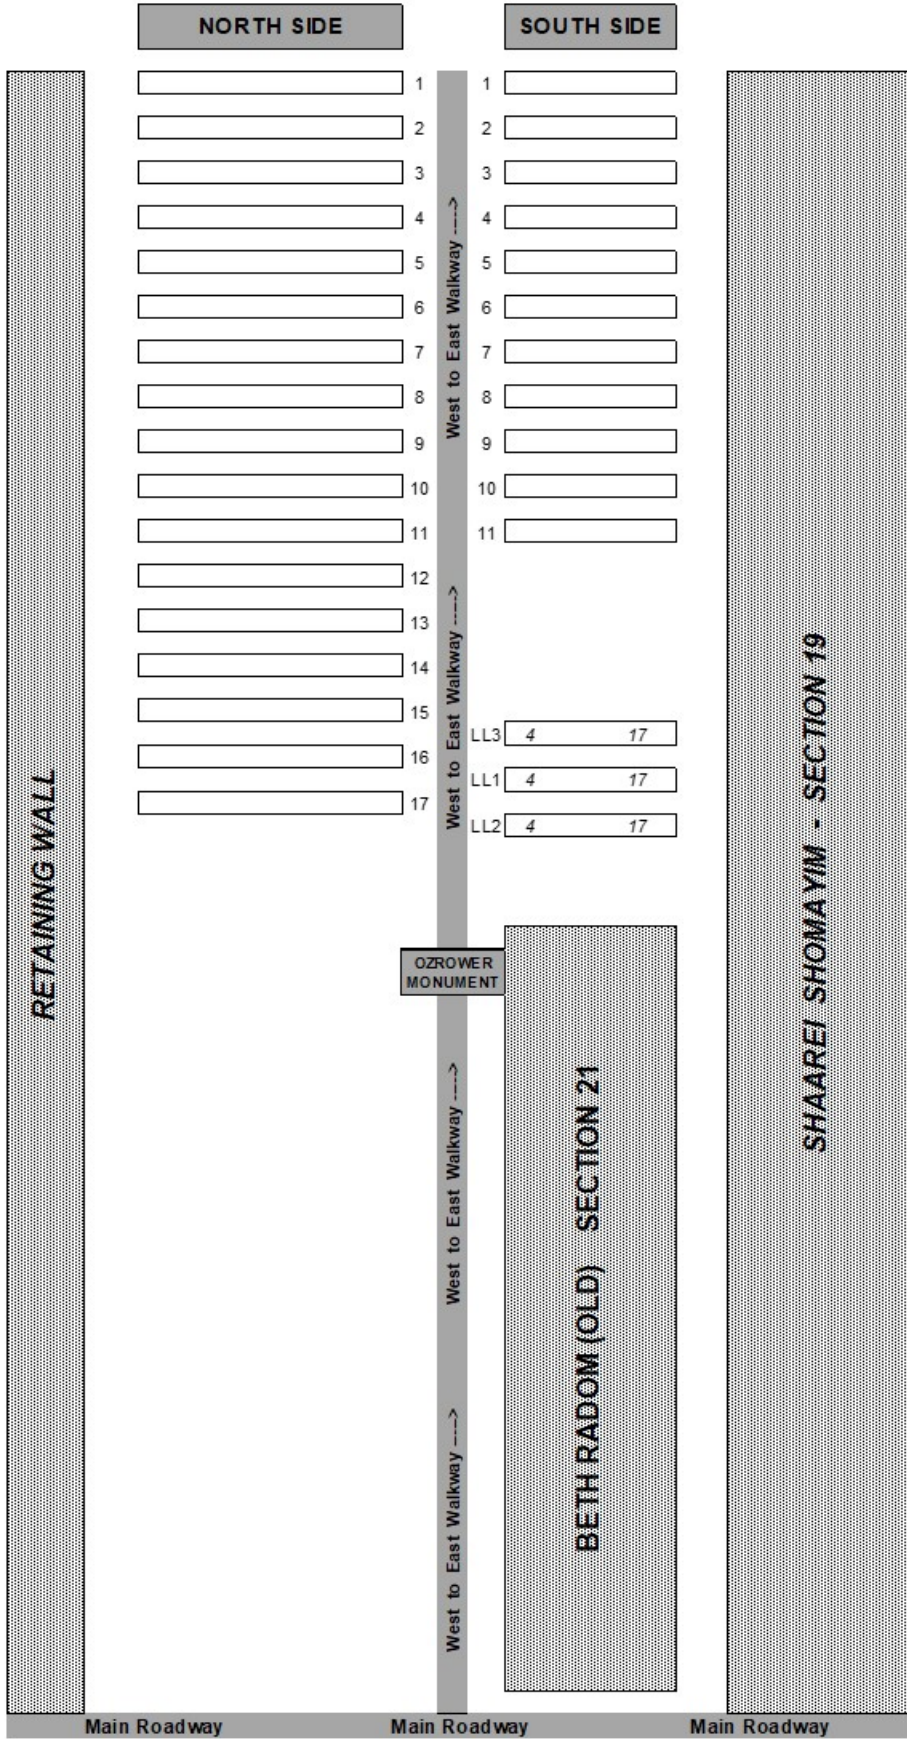 NORTH SIDE
SOUTH SIDE
1 1
2 2
3 3
4 4
5 5
6 6
7 7
8 8
9 9
10 10
11 11
12
13
14
15
16
17
LL3 4 17
LL1 4 17
LL2 4 17
West to East Walkway ---->
West to East Walkway ---->
RETAINING WALL
SHAAREI SHOMAYIM - SECTION 19
OZROWER
MONUMENT
West to East Walkway ---->
West to East Walkway ---->
BETH RADOM (OLD) SECTION 21
Main Roadway Main Roadway Main Roadway